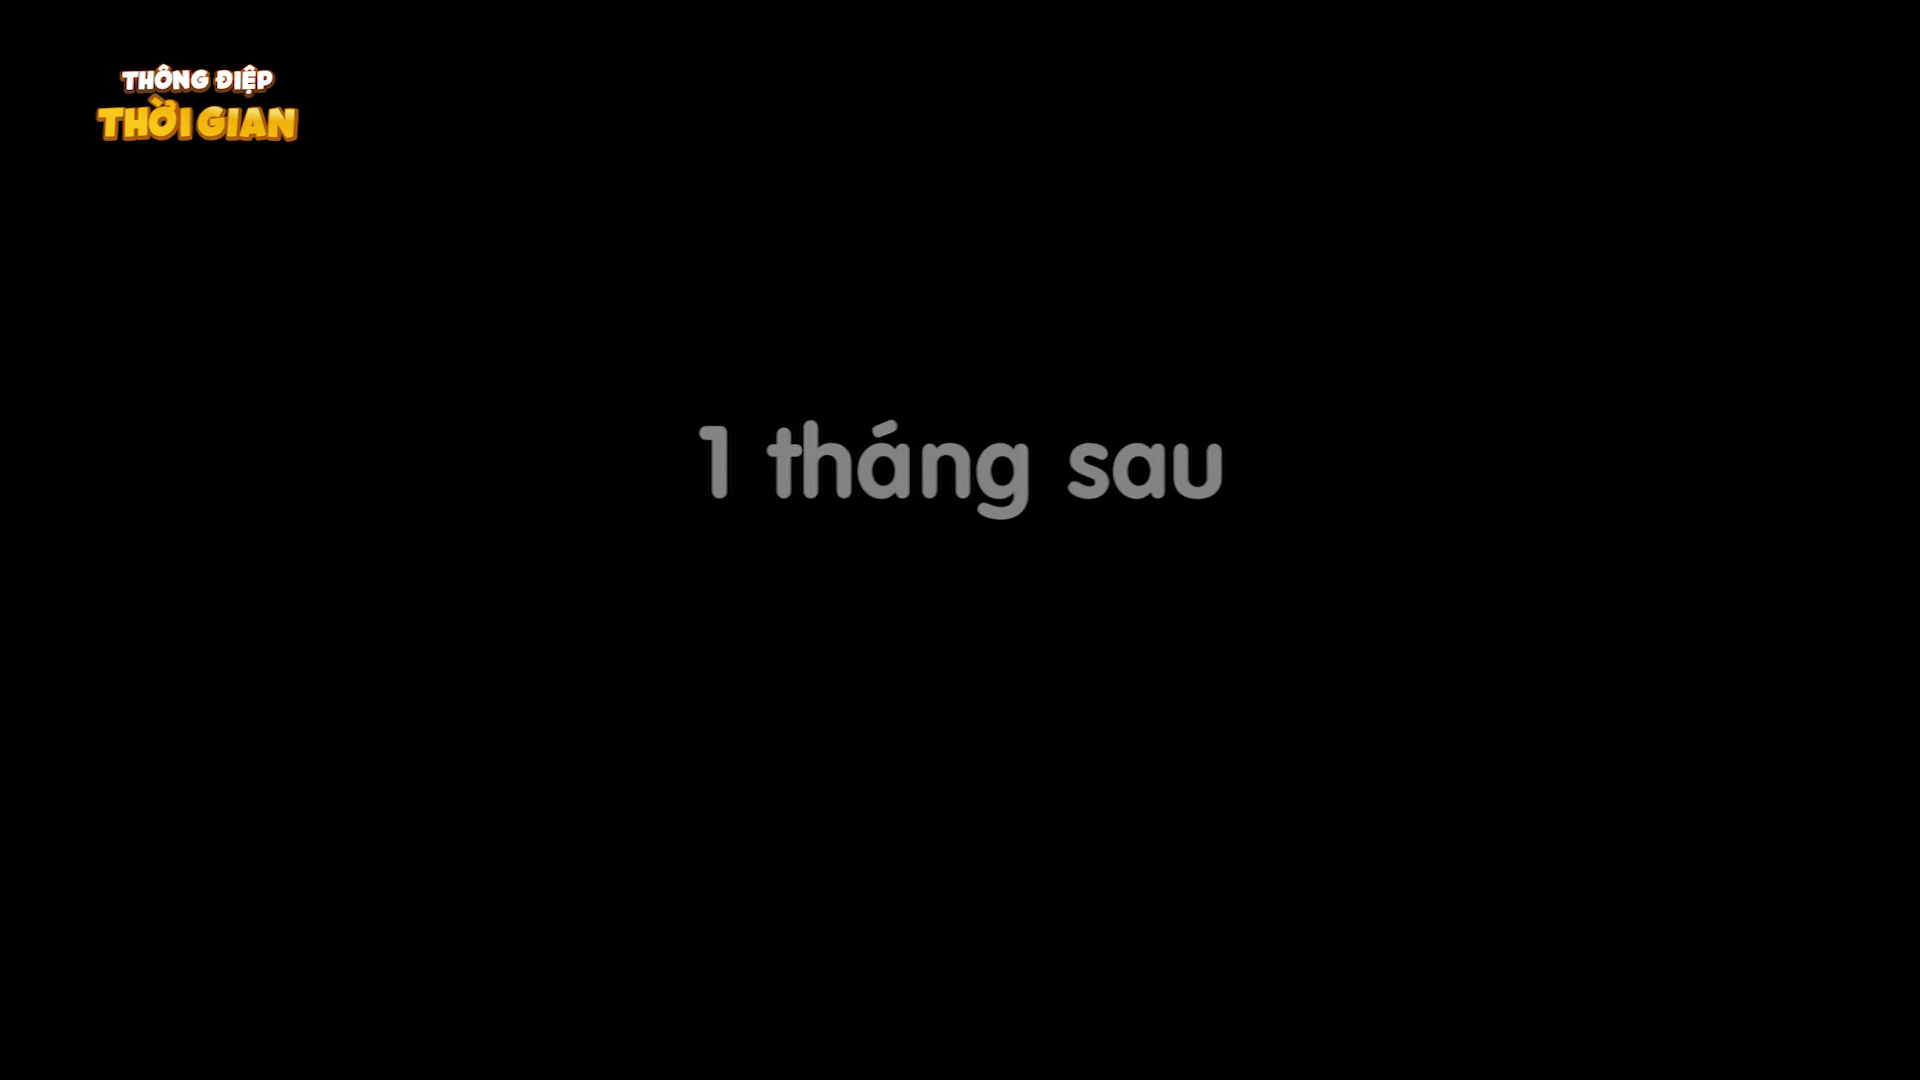 THÔNG ĐIỆP
THỜI GIAN
1 tháng sau